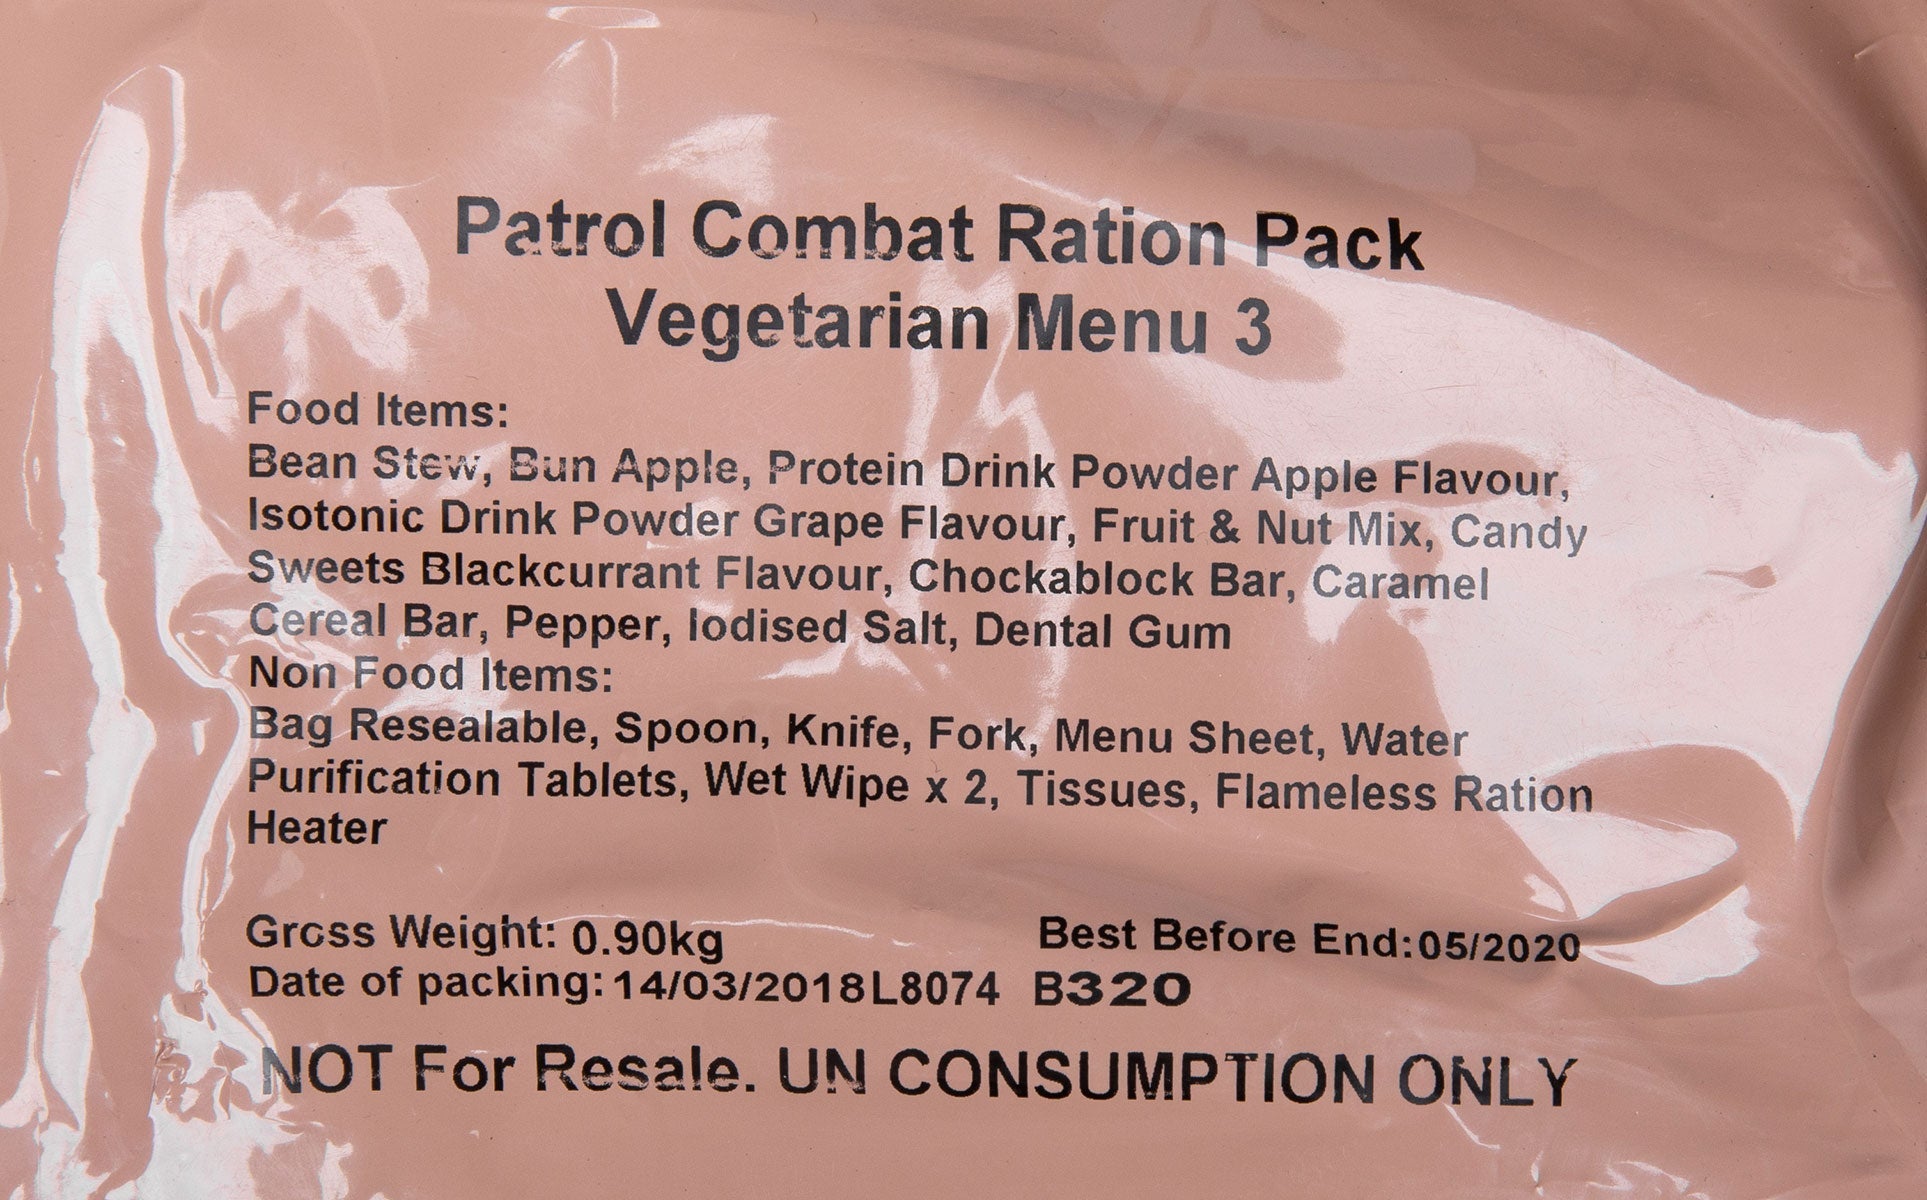 Patrol Combat Ration Pack
Vegetarian Menu 3
Food Items:
Bean Stew, Bun Apple, Protein Drink Powder Apple Flavour,
Isotonic Drink Powder Grape Flavour, Fruit & Nut Mix, Candy
Sweets Blackcurrant Flavour, Chockablock Bar, Caramel
Cereal Bar, Pepper, Iodised Salt, Dental Gum
Non Food Items:
Bag Resealable, Spoon, Knife, Fork, Menu Sheet, Water
Purification Tablets, Wet Wipe x 2, Tissues, Flameless Ration
Heater
Gross Weight: 0.90kg Best Before End:05/2020
Date of packing:14/03/2018L8074 B320
NOT For Resale. UN CONSUMPTION ONLY